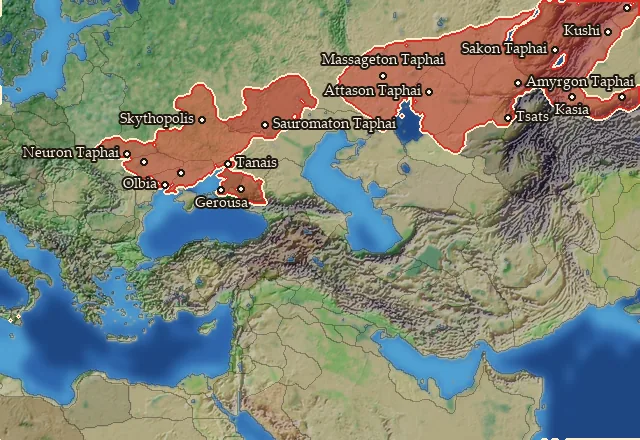 Kushi
Sakon Taphai
Massageton Taphai
Amyrgon Taphai
Attason Taphai
Kasia
Tsats
Skythopolis
Sauromaton Taphai
Neuron Taphai
Tanais
Olbia
Gerousa